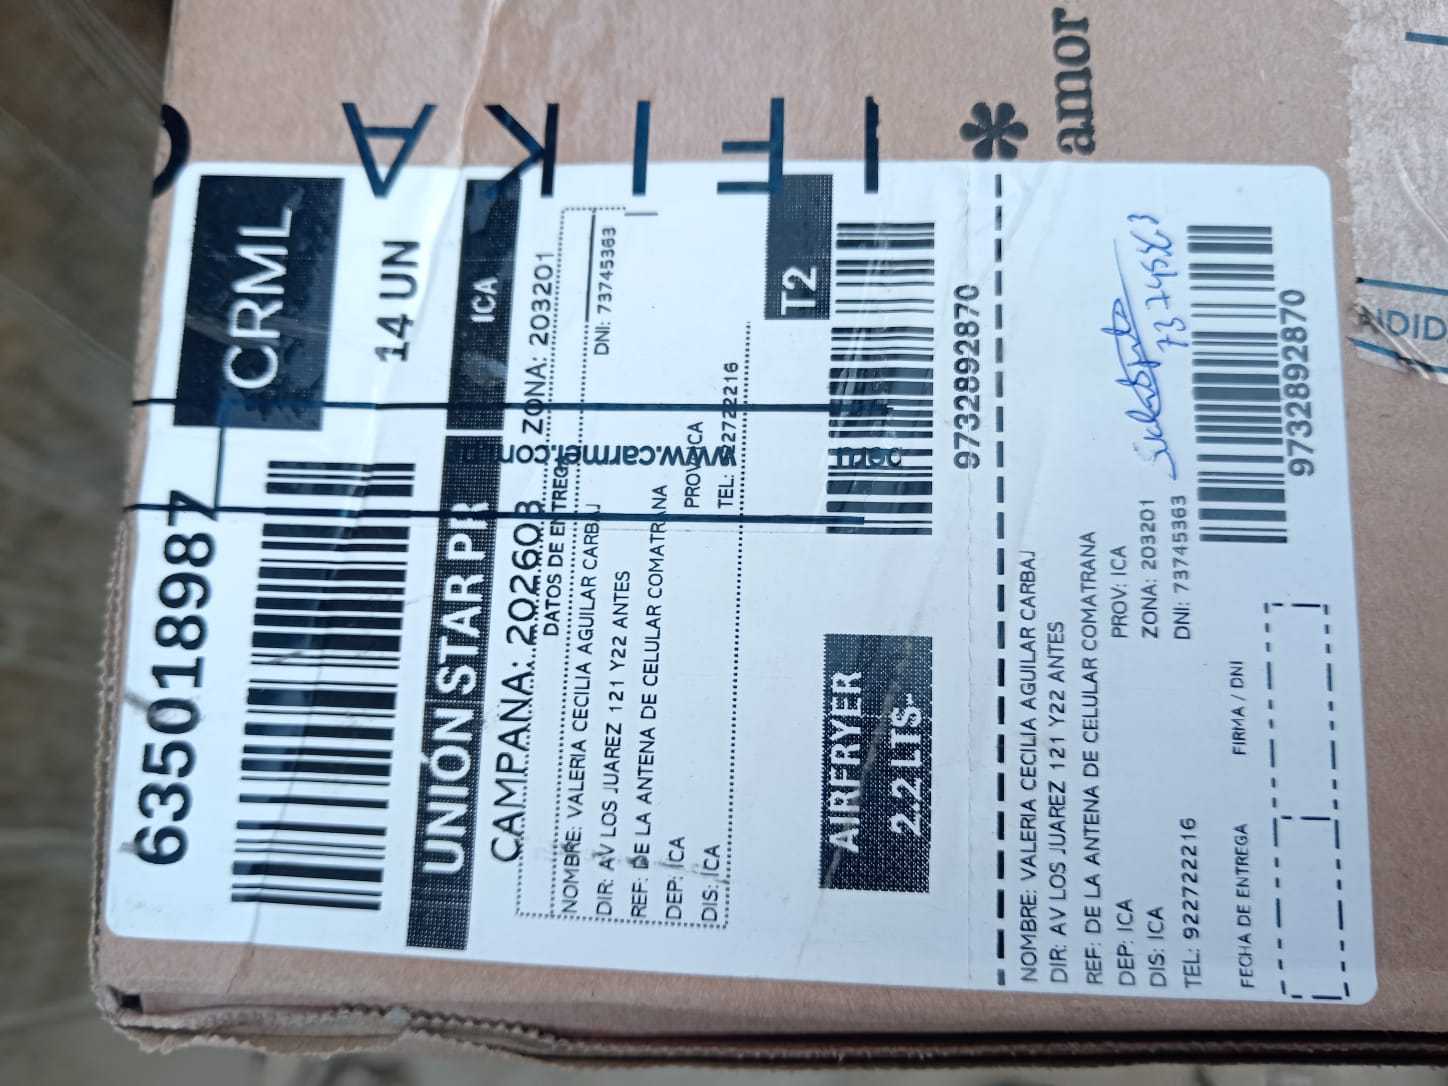 CRML
635018987
14 UN
UNIÓN STAR PR
ICA
CAMPAÑA: 202603 ZONA: 203201
DATOS DE ENTREGA
NOMBRE: VALERIA CECILIA AGUILAR CARBAJ
DNI: 73745363
DIR: AV LOS JUAREZ 121 Y22 ANTES
REF: DE LA ANTENA DE CELULAR COMATRANA
DEP: ICA
PROV: ICA
DIS: ICA
TEL: 922722216
www.carmel.com
T2
AIRFRYER
2.2 LTS-
9732892870
amor
NOMBRE: VALERIA CECILIA AGUILAR CARBAJ
DIR: AV LOS JUAREZ 121 Y22 ANTES
REF: DE LA ANTENA DE CELULAR COMATRANA
DEP: ICA
PROV: ICA
DIS: ICA
ZONA: 203201
TEL: 922722216
DNI: 73745363
73745363
FECHA DE ENTREGA
FIRMA / DNI
9732892870